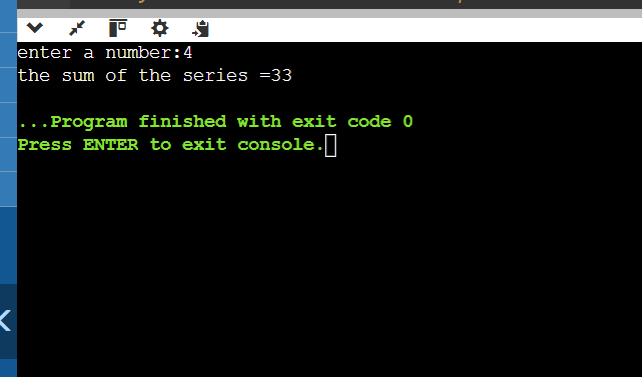 enter a number:4
the sum of the series =33
...Program finished with exit code 0
Press ENTER to exit console.